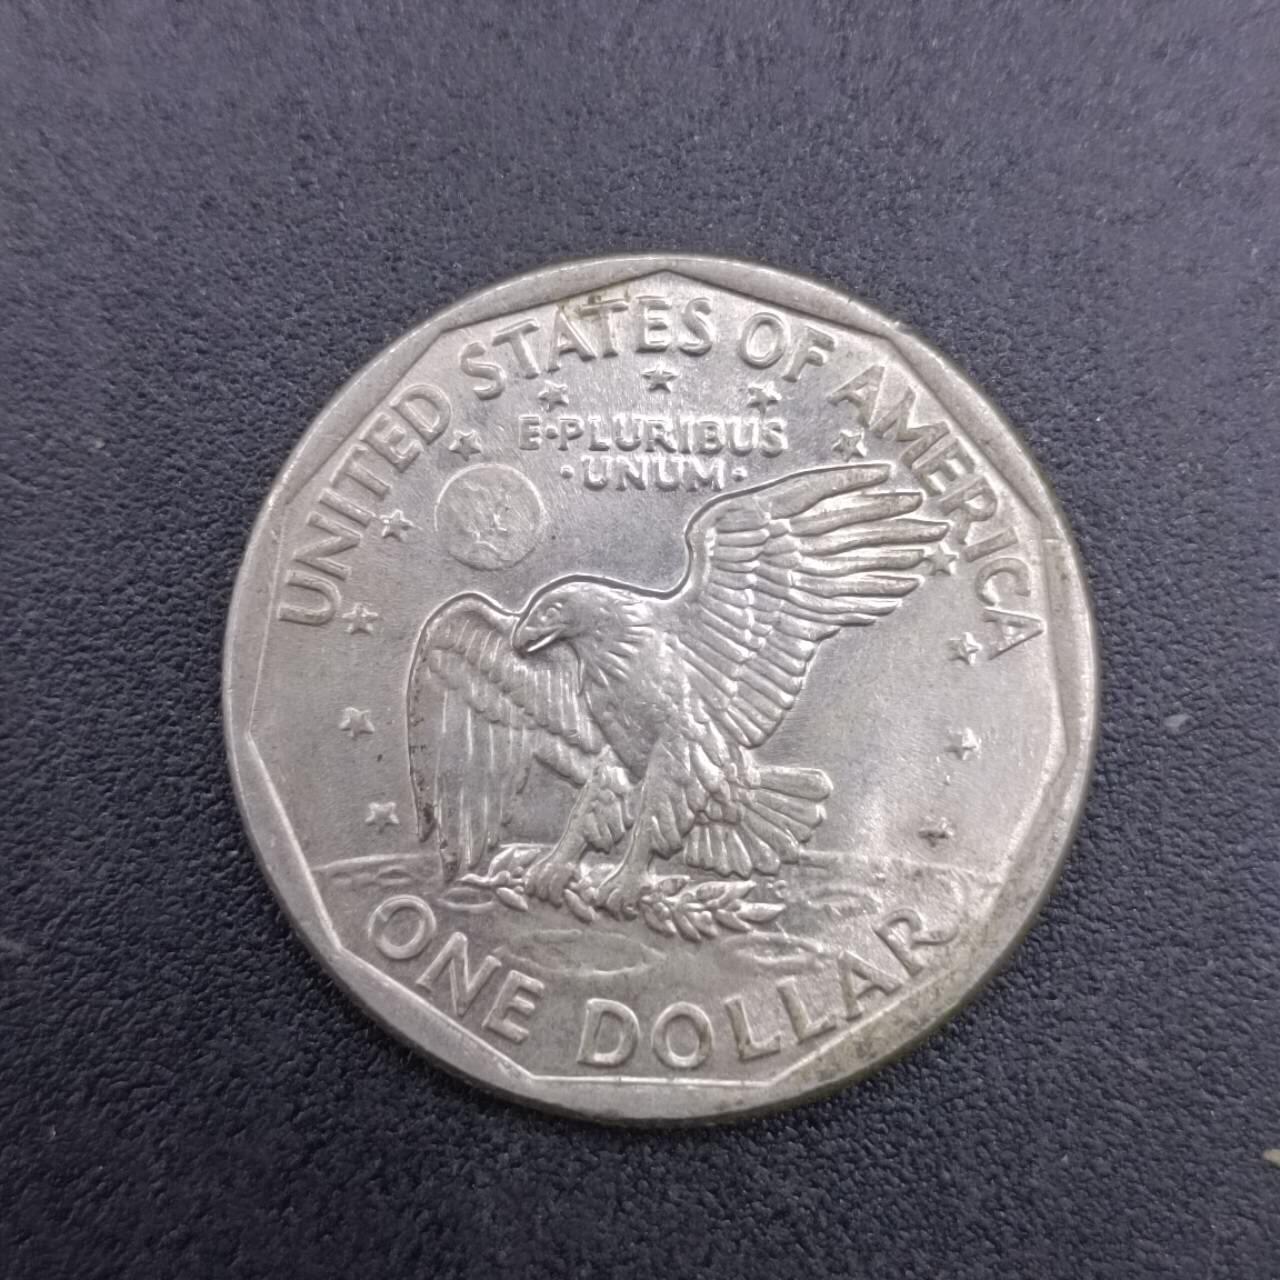 UNITED STATES OF AMERICA
E·PLURIBUS
·UNUM·
ONE DOLLAR